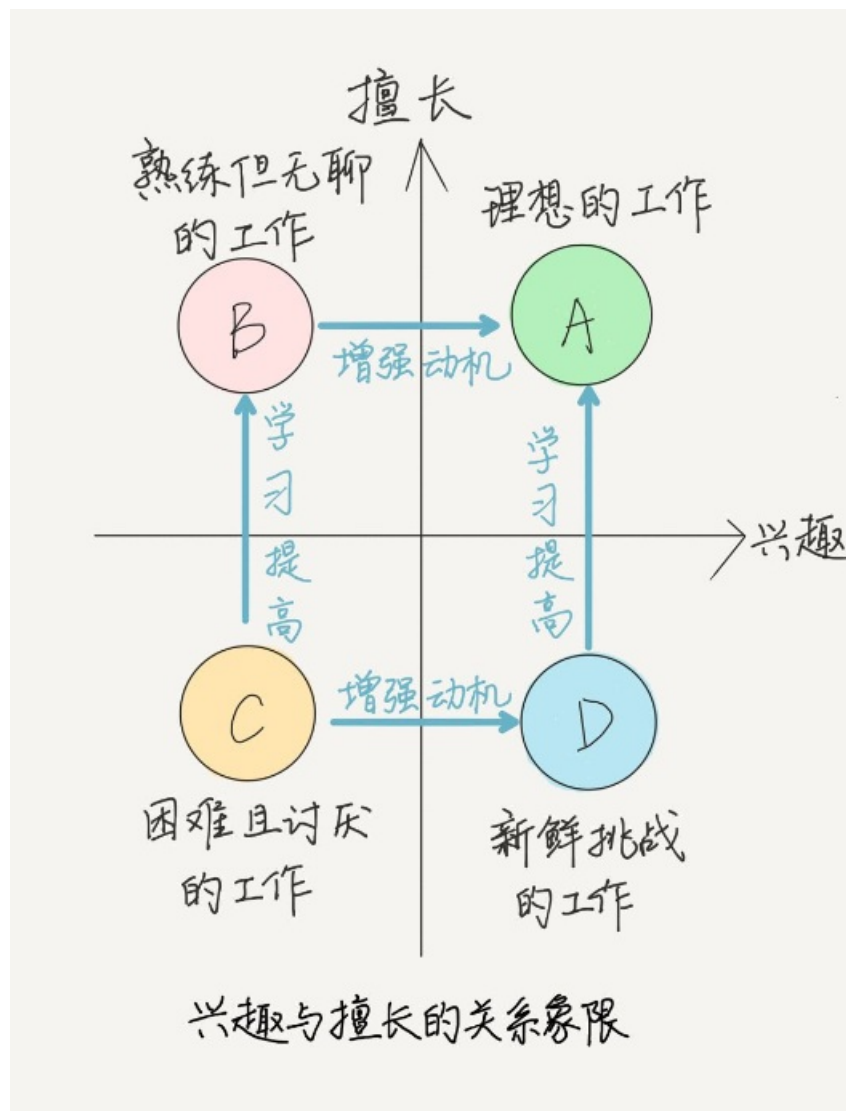 擅长
熟练但无聊
的工作
理想的工作
B
A
增强动机
学习提高
学习提高
兴趣
增强动机
C
D
困难且讨厌
的工作
新鲜挑战
的工作
兴趣与擅长的关系象限